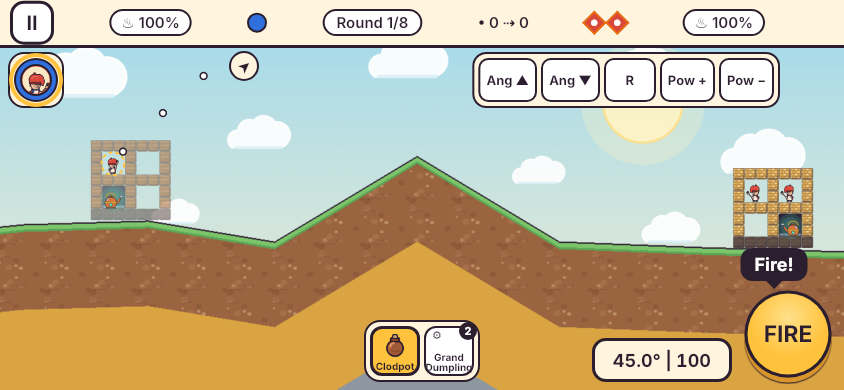 100%
Round 1/8
• 0 ⇢ 0
100%
Ang ▲
Ang ▼
R
Pow +
Pow −
Fire!
FIRE
2
Clodpot
Grand
Dumpling
45.0° | 100